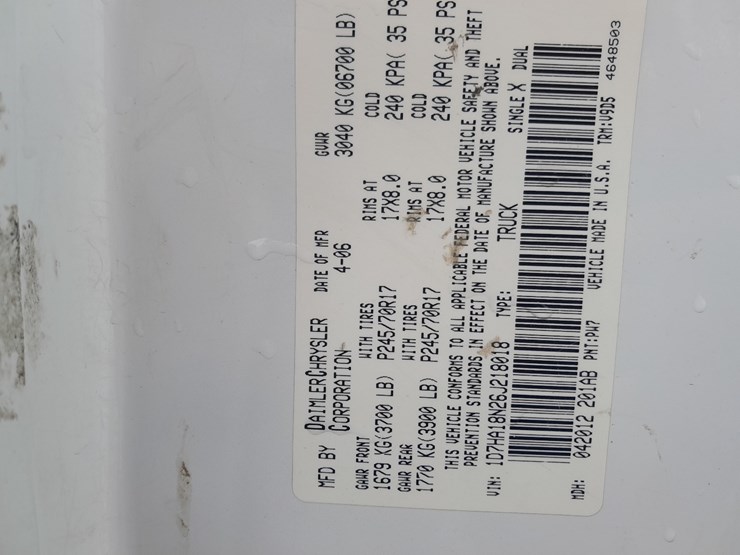 MFD BY DAIMLERCHRYSLER CORPORATION DATE OF MFR 4-06 GVWR 3040 KG(06700 LB)
GAWR FRONT WITH TIRES RIMS AT COLD
1679 KG(3700 LB) P245/70R17 17X8.0 240 KPA( 35 PS
GAWR REAR WITH TIRES RIMS AT COLD
1770 KG(3900 LB) P245/70R17 17X8.0 240 KPA( 35 PS
THIS VEHICLE CONFORMS TO ALL APPLICABLE FEDERAL MOTOR VEHICLE SAFETY AND THEFT
PREVENTION STANDARDS IN EFFECT ON THE DATE OF MANUFACTURE SHOWN ABOVE.
VIN: 1D7HA18N26J218018 TYPE: TRUCK SINGLE X DUAL
MDH: 042012 201AB PNT:PW7 VEHICLE MADE IN U.S.A. TRM:V9D5
4648503